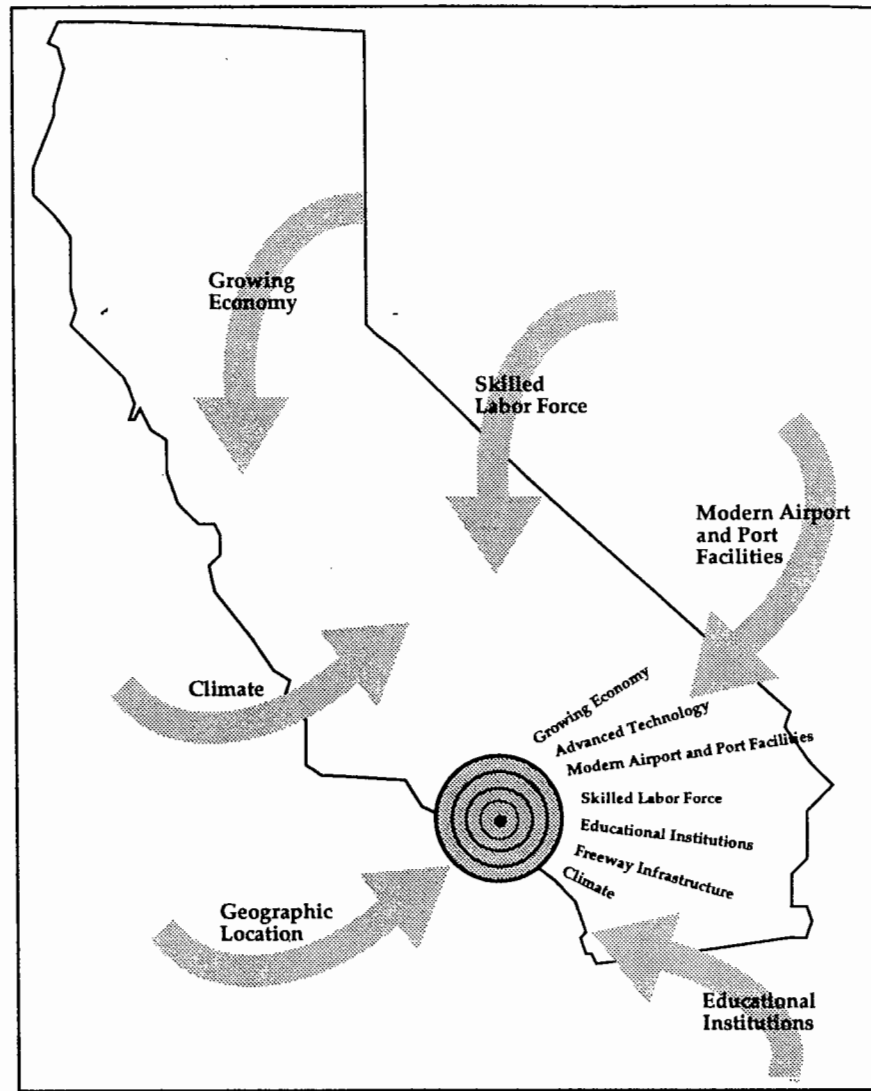 Growing
Economy
Skilled
Labor Force
Modern Airport
and Port
Facilities
Climate
Growing Economy
Advanced Technology
Modern Airport and Port Facilities
Skilled Labor Force
Educational Institutions
Freeway Infrastructure
Climate
Geographic
Location
Educational
Institutions